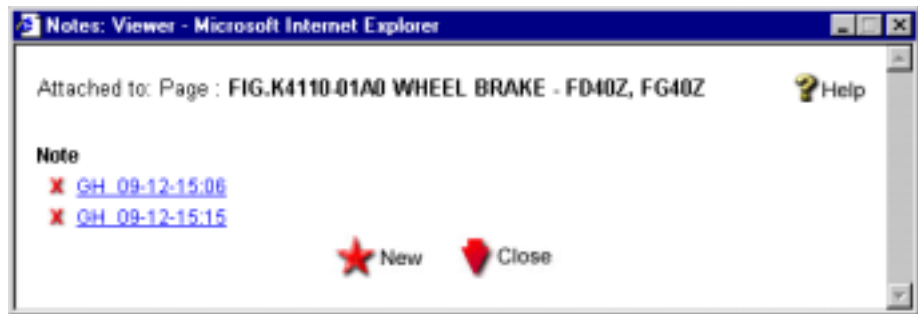 Notes: Viewer - Microsoft Internet Explorer
Attached to: Page : FIG.K4110-01A0 WHEEL BRAKE - FD40Z, FG40Z
Help
Note
GH_09-12-15:06
GH_09-12-15:15
New Close